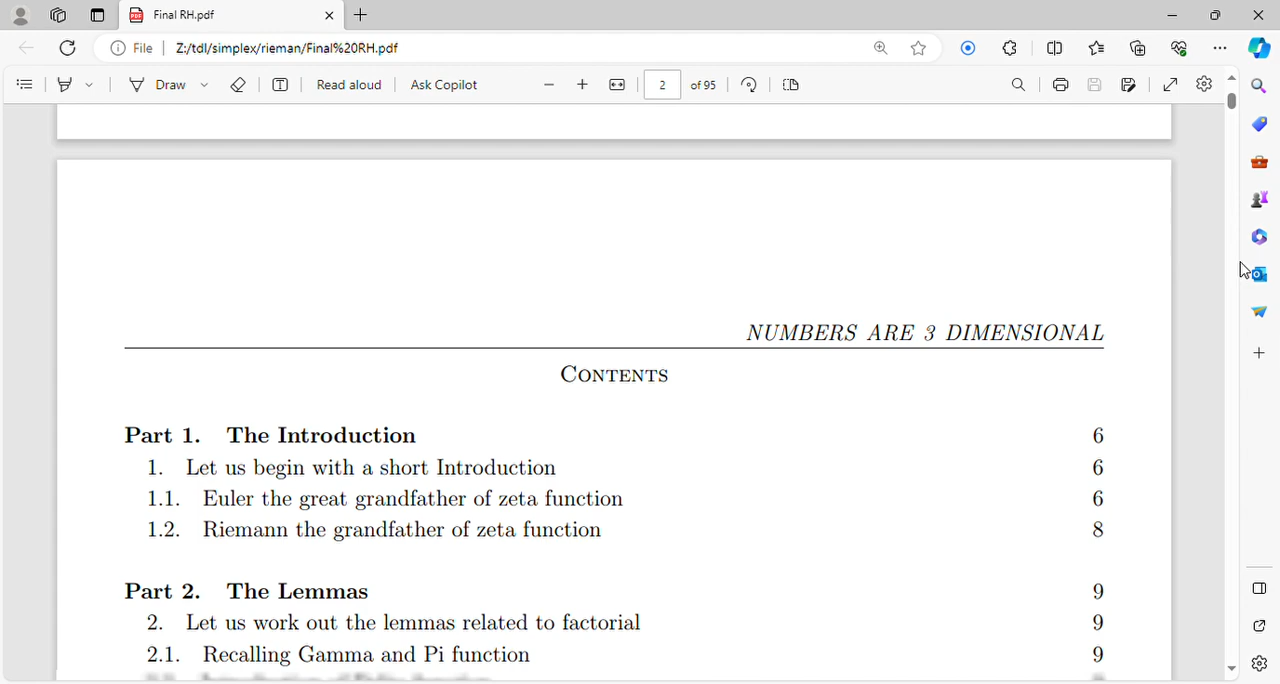 Final RH.pdf
File Z:/tdl/simplex/rieman/Final%20RH.pdf
Draw Read aloud Ask Copilot 2 of 95
NUMBERS ARE 3 DIMENSIONAL
CONTENTS
Part 1. The Introduction 6
1. Let us begin with a short Introduction 6
1.1. Euler the great grandfather of zeta function 6
1.2. Riemann the grandfather of zeta function 8
Part 2. The Lemmas 9
2. Let us work out the lemmas related to factorial 9
2.1. Recalling Gamma and Pi function 9